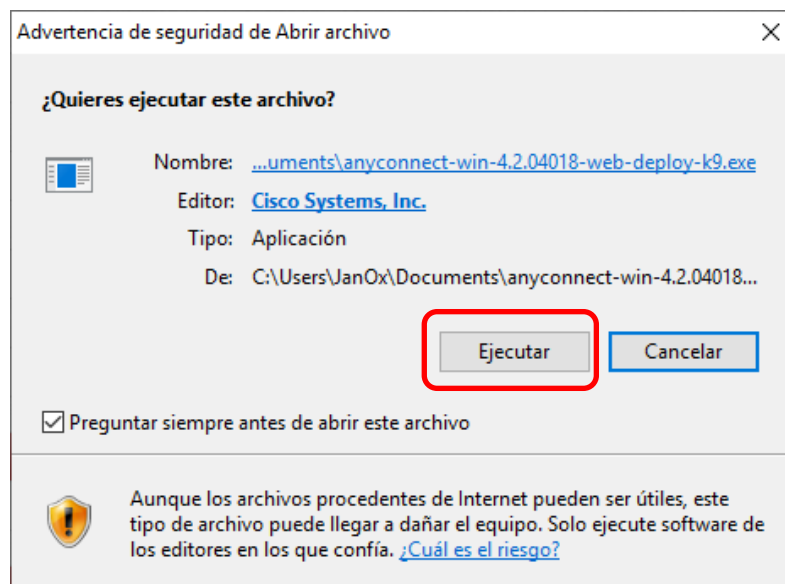 Advertencia de seguridad de Abrir archivo
¿Quieres ejecutar este archivo?
Nombre: ...uments\anyconnect-win-4.2.04018-web-deploy-k9.exe
Editor: Cisco Systems, Inc.
Tipo: Aplicación
De: C:\Users\JanOx\Documents\anyconnect-win-4.2.04018...
Ejecutar Cancelar
Preguntar siempre antes de abrir este archivo
Aunque los archivos procedentes de Internet pueden ser útiles, este
tipo de archivo puede llegar a dañar el equipo. Solo ejecute software de
los editores en los que confía. ¿Cuál es el riesgo?